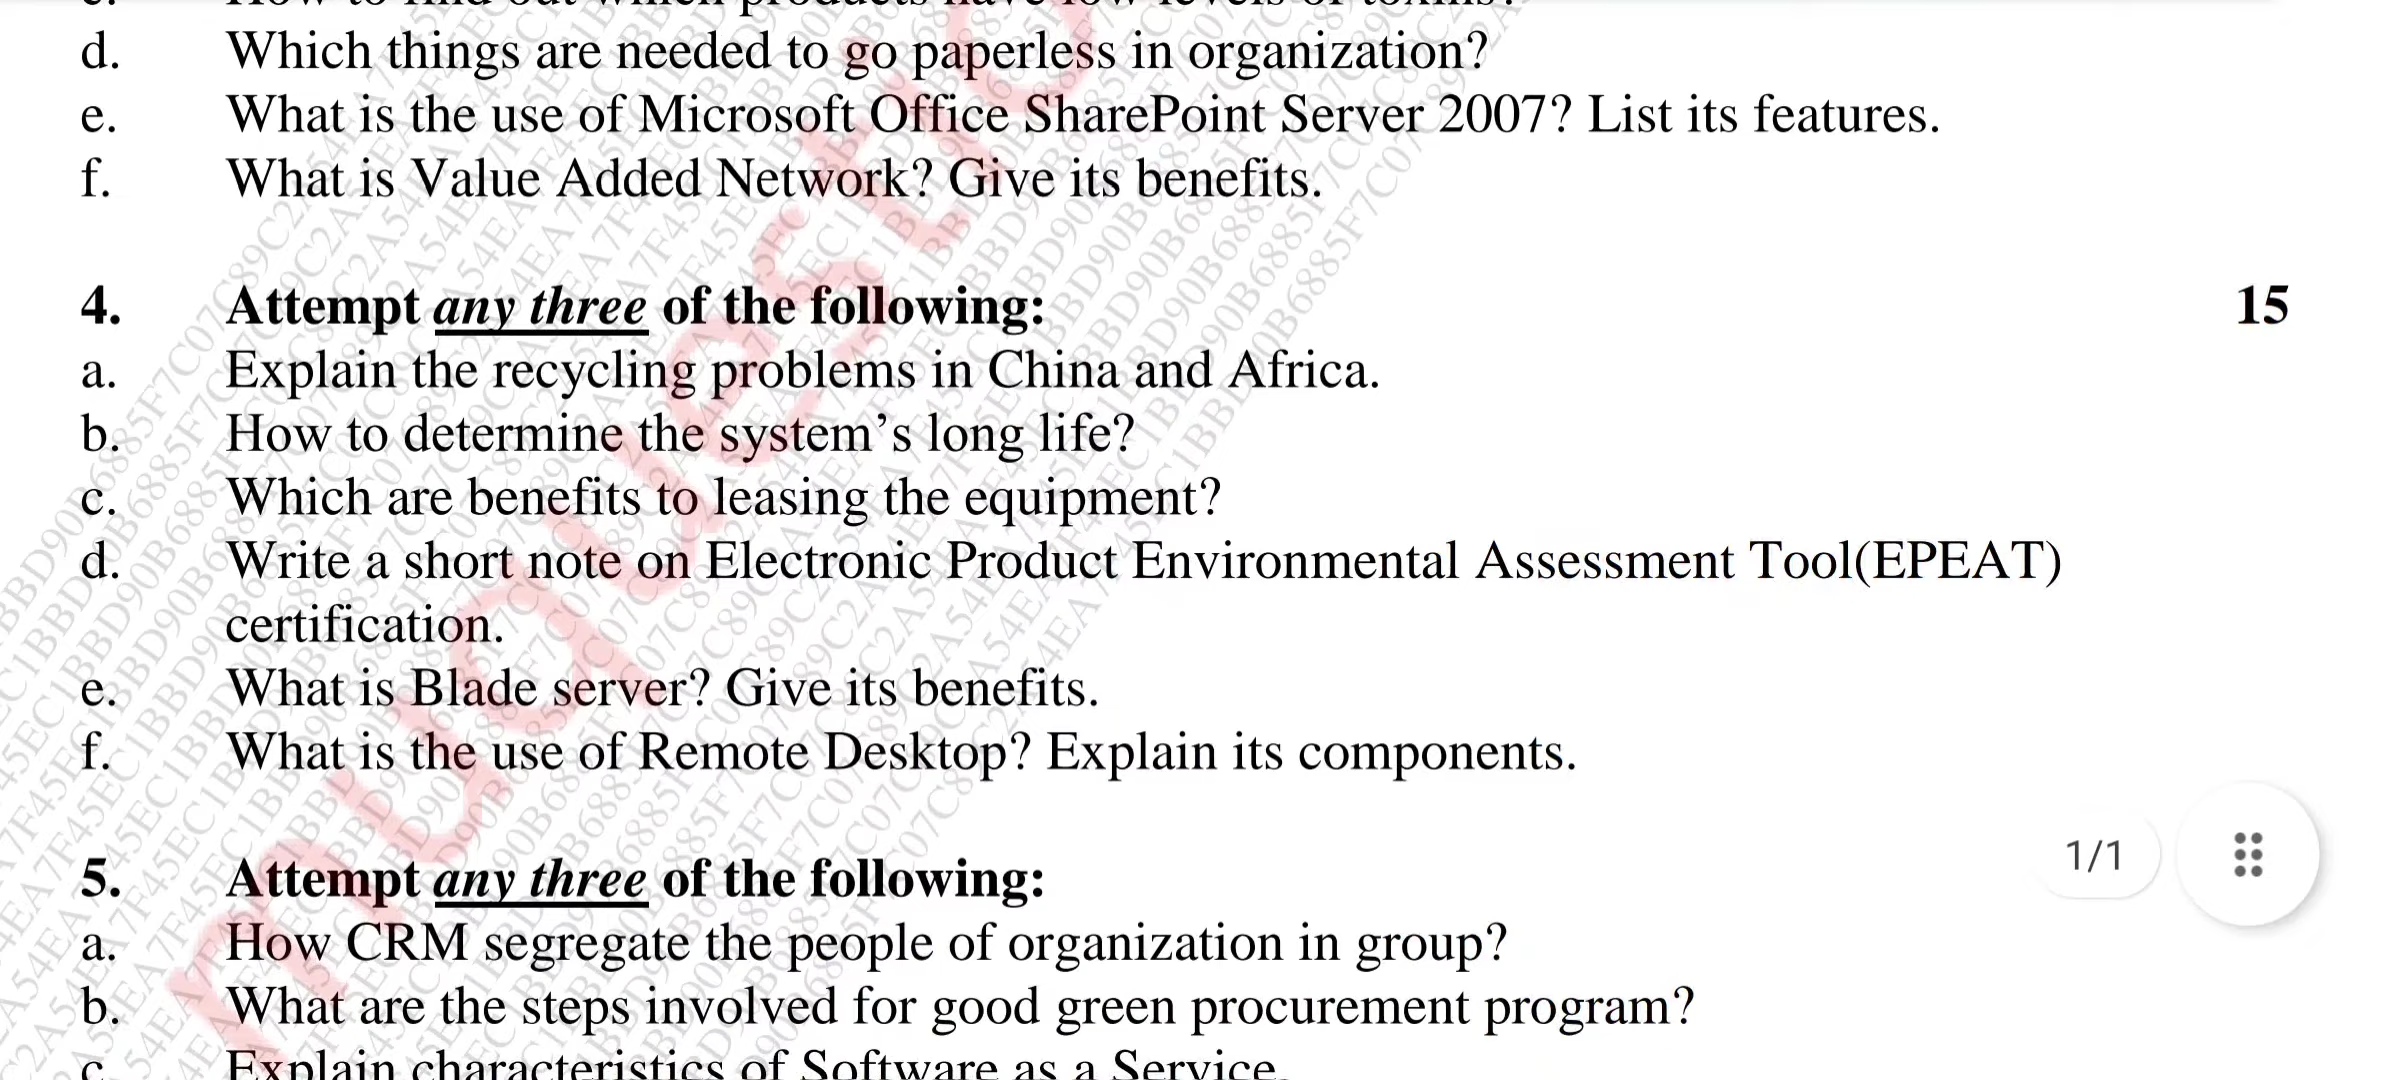 d. Which things are needed to go paperless in organization?
e. What is the use of Microsoft Office SharePoint Server 2007? List its features.
f. What is Value Added Network? Give its benefits.
4. Attempt any three of the following: 15
a. Explain the recycling problems in China and Africa.
b. How to determine the system’s long life?
c. Which are benefits to leasing the equipment?
d. Write a short note on Electronic Product Environmental Assessment Tool(EPEAT)
certification.
e. What is Blade server? Give its benefits.
f. What is the use of Remote Desktop? Explain its components.
1/1
5. Attempt any three of the following:
a. How CRM segregate the people of organization in group?
b. What are the steps involved for good green procurement program?
c. Explain characteristics of Software as a Service.
muquestio